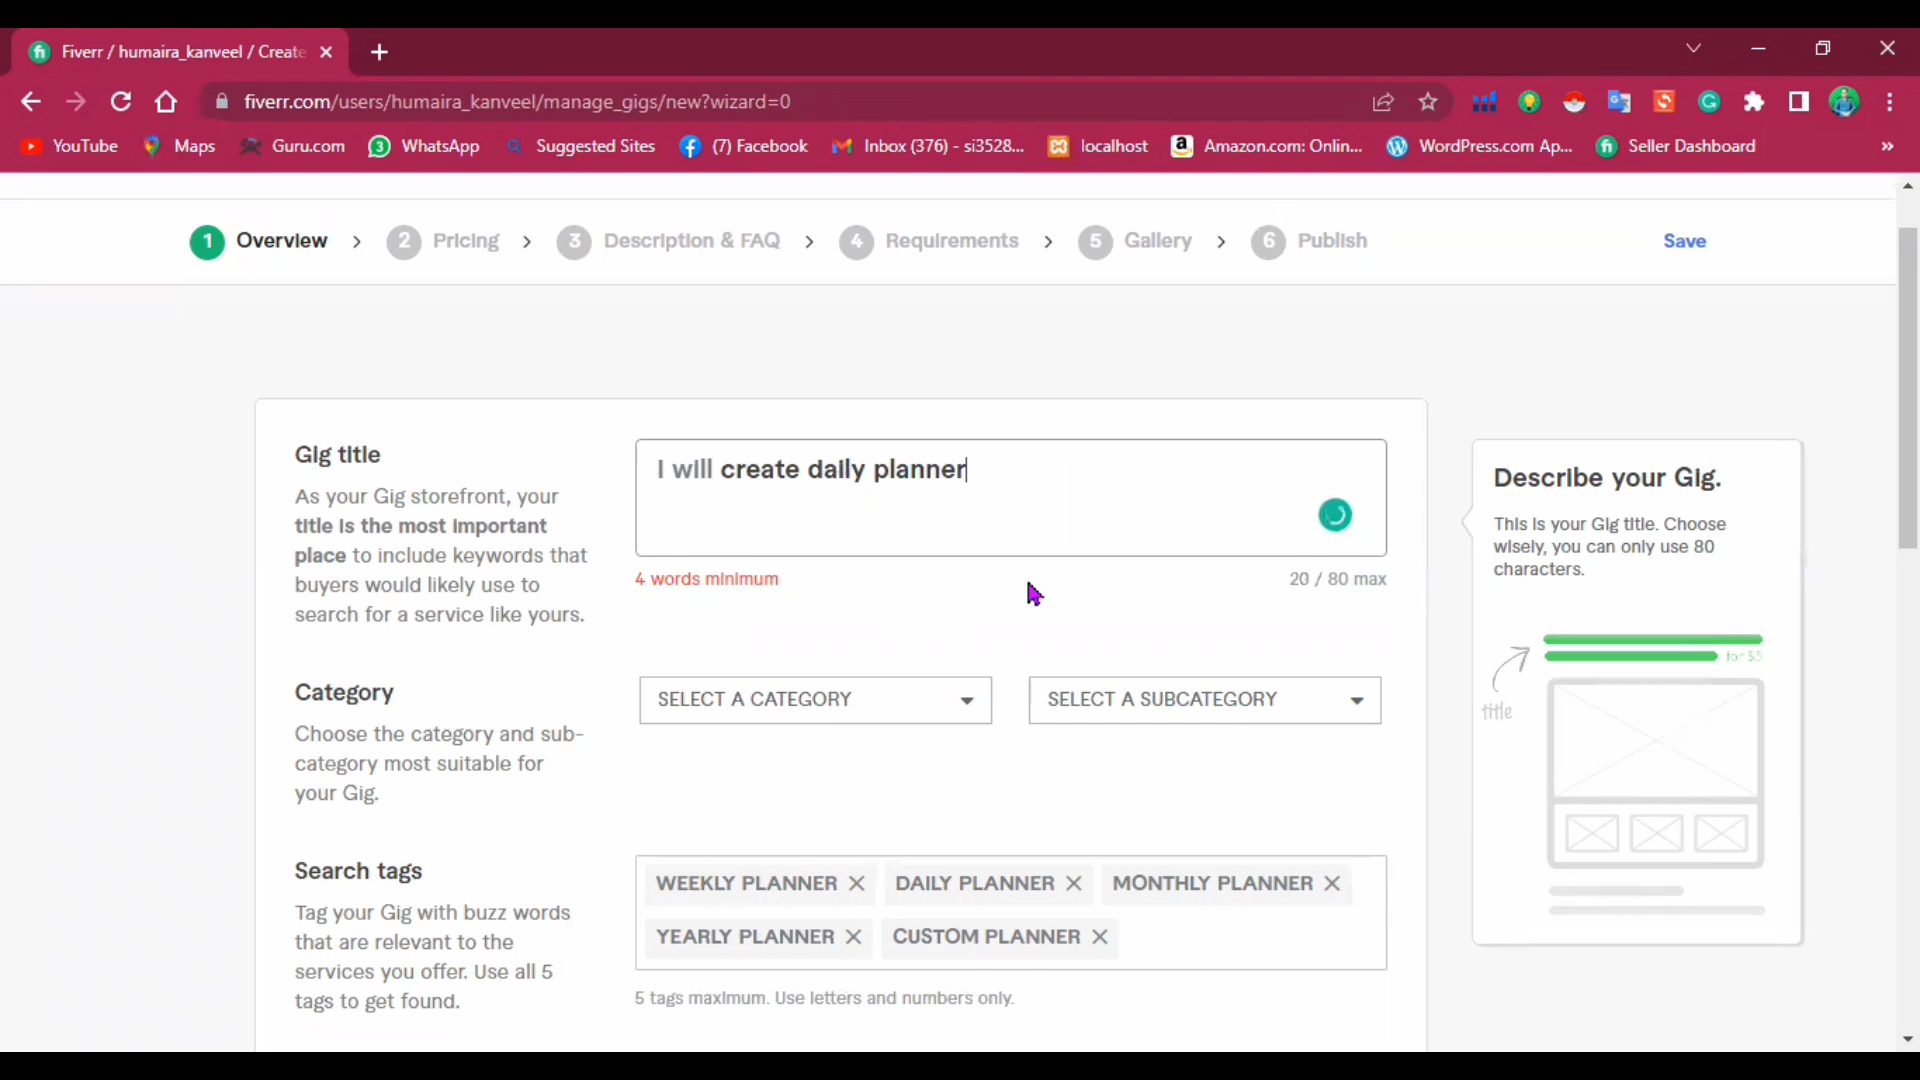 Fiverr / humaira_kanveel / Create
fiverr.com/users/humaira_kanveel/manage_gigs/new?wizard=0
YouTube Maps Guru.com WhatsApp Suggested Sites (7) Facebook Inbox (376) - si3528... localhost Amazon.com: Onlin... WordPress.com Ap... Seller Dashboard »
1 Overview > 2 Pricing > 3 Description & FAQ > 4 Requirements > 5 Gallery > 6 Publish Save
Gig title
As your Gig storefront, your
title is the most important
place to include keywords that
buyers would likely use to
search for a service like yours.
I will create daily planner
4 words minimum 20 / 80 max
Describe your Gig.
This is your Gig title. Choose
wisely, you can only use 80
characters.
for $5
title
Category
Choose the category and sub-
category most suitable for
your Gig.
SELECT A CATEGORY SELECT A SUBCATEGORY
Search tags
Tag your Gig with buzz words
that are relevant to the
services you offer. Use all 5
tags to get found.
WEEKLY PLANNER DAILY PLANNER MONTHLY PLANNER
YEARLY PLANNER CUSTOM PLANNER
5 tags maximum. Use letters and numbers only.